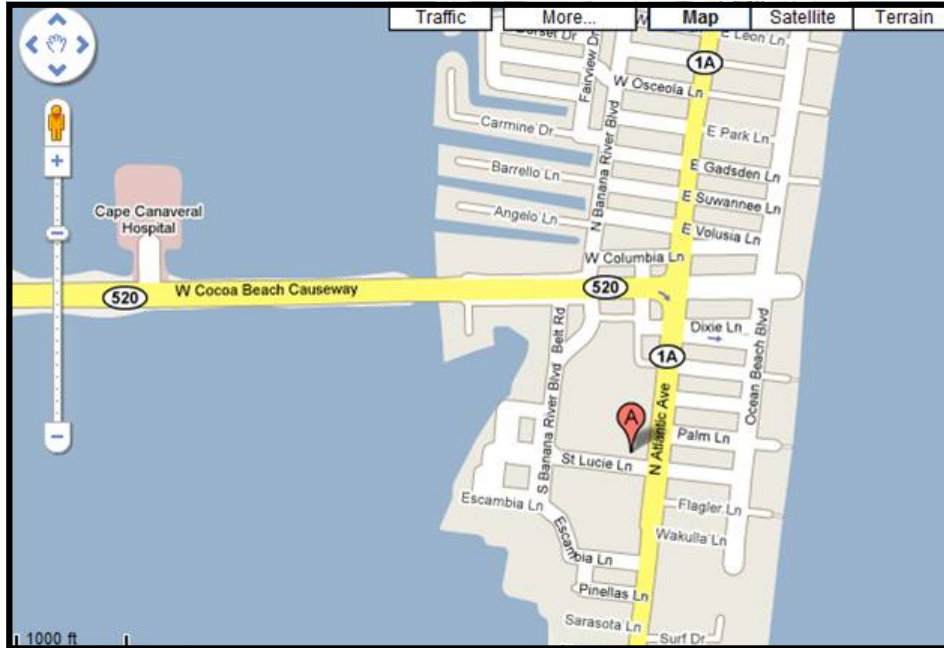 Traffic
More...
Map
Satellite
Terrain
Dorset Dr
Fairview Dr
E Leon Ln
1A
W Osceola Ln
N Banana River Blvd
Carmine Dr
E Park Ln
Barrello Ln
E Gadsden Ln
E Suwannee Ln
Cape Canaveral
Hospital
Angelo Ln
E Volusia Ln
W Columbia Ln
520
W Cocoa Beach Causeway
520
Dixie Ln
Ocean Beach Blvd
1A
S Banana River Blvd
Belt Rd
A
N Atlantic Ave
Palm Ln
St Lucie Ln
Escambia Ln
Flagler Ln
Wakulla Ln
Escambia Ln
Pinellas Ln
Sarasota Ln
Surf Dr
1000 ft